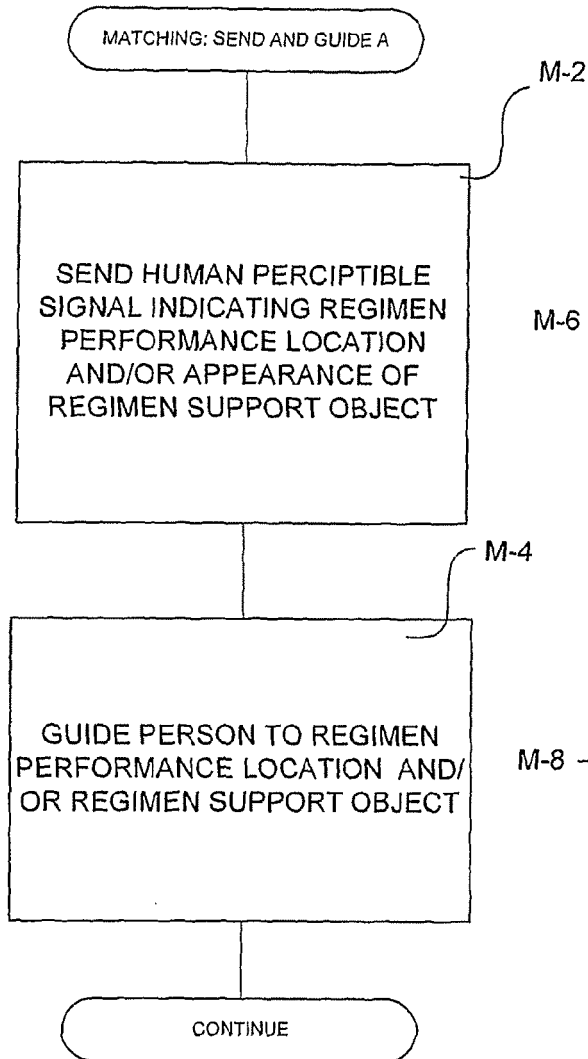 MATCHING: SEND AND GUIDE A
M-2
SEND HUMAN PERCIPTIBLE
SIGNAL INDICATING REGIMEN
PERFORMANCE LOCATION
AND/OR APPEARANCE OF
REGIMEN SUPPORT OBJECT
M-6
M-4
GUIDE PERSON TO REGIMEN
PERFORMANCE LOCATION AND/
OR REGIMEN SUPPORT OBJECT
M-8
CONTINUE